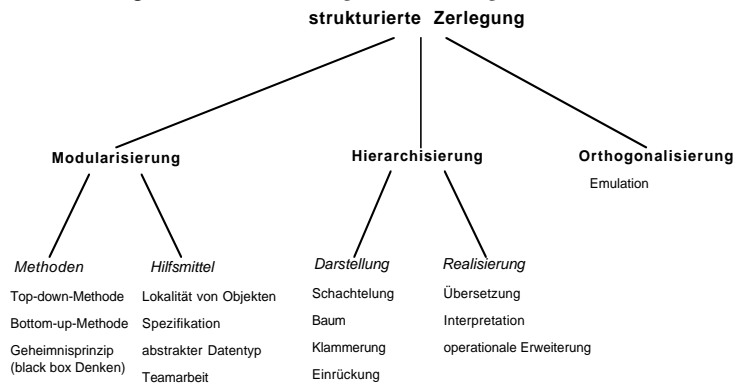 strukturierte Zerlegung
Modularisierung
Hierarchisierung
Orthogonalisierung
Emulation
Methoden
Hilfsmittel
Darstellung
Realisierung
Top-down-Methode
Lokalität von Objekten
Schachtelung
Übersetzung
Bottom-up-Methode
Spezifikation
Baum
Interpretation
Geheimnisprinzip
(black box Denken)
abstrakter Datentyp
Klammerung
operationale Erweiterung
Teamarbeit
Einrückung